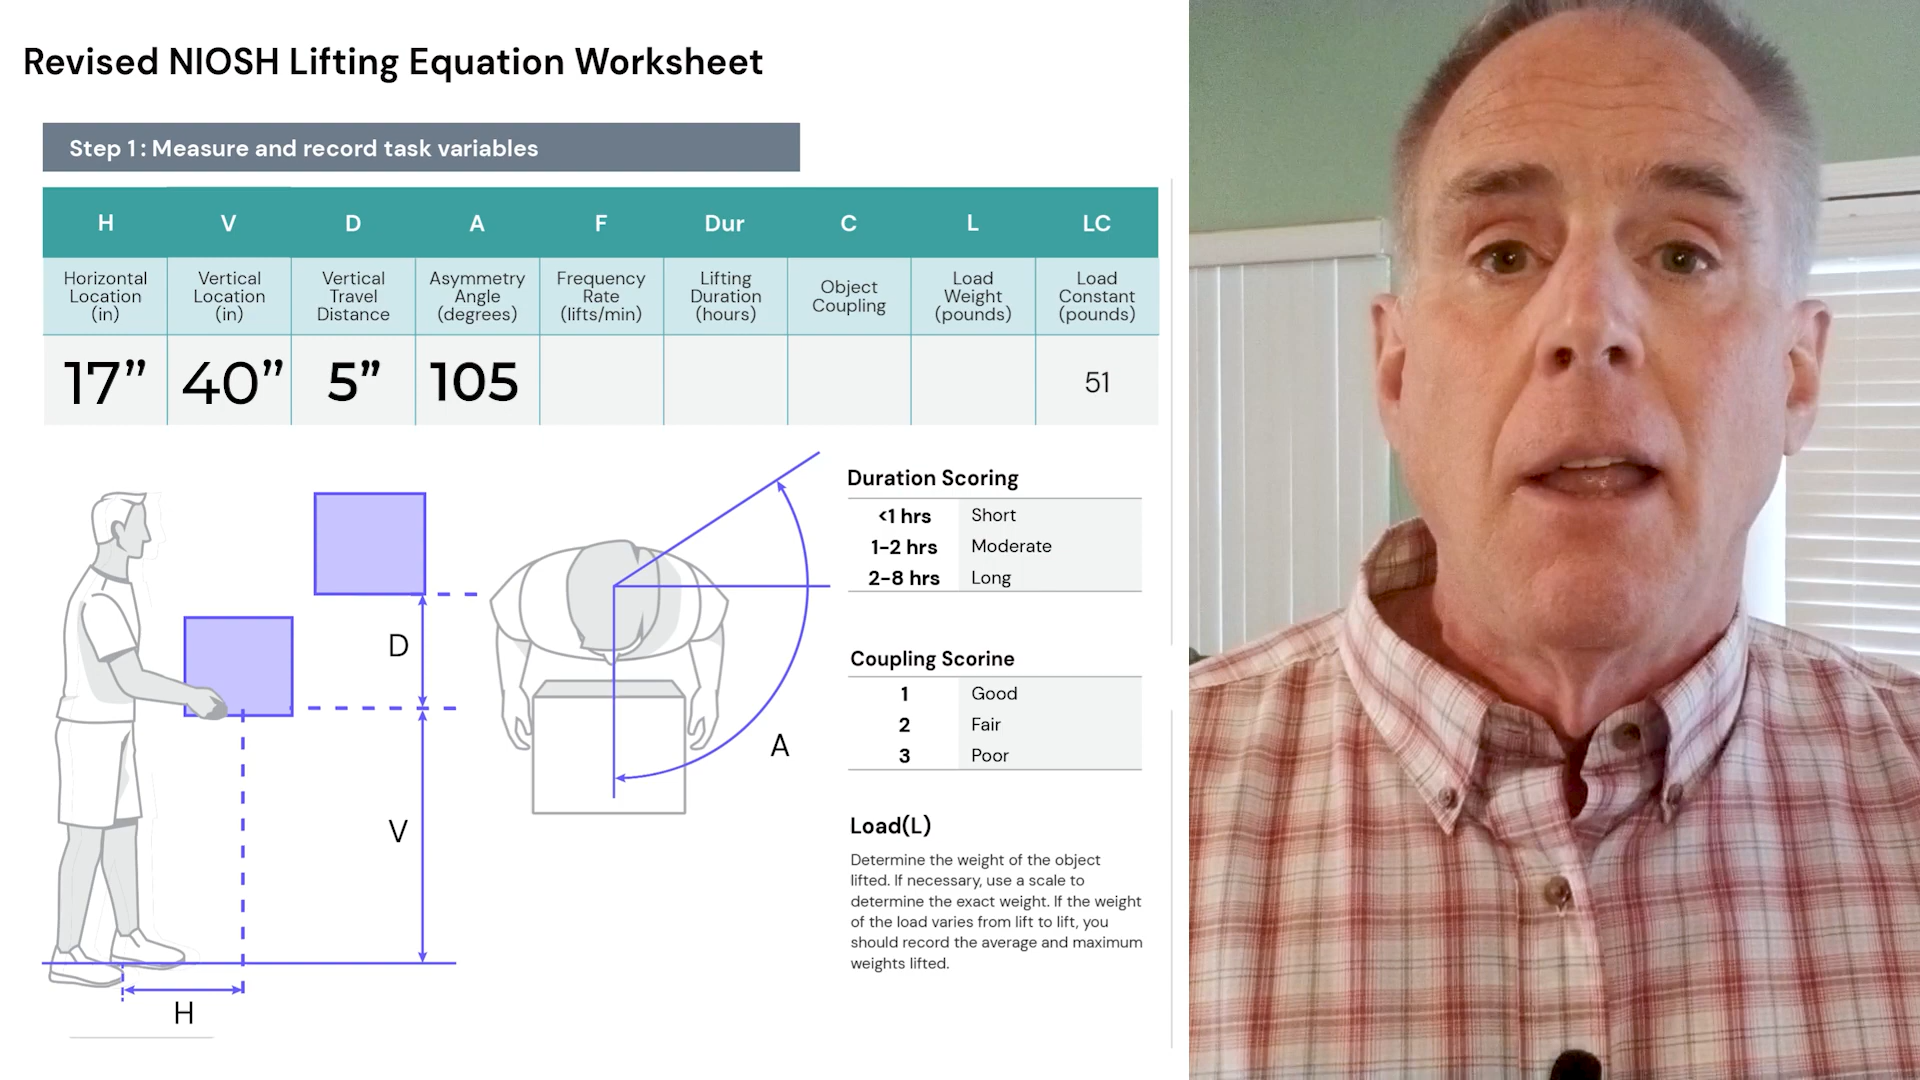 Revised NIOSH Lifting Equation Worksheet
Step 1: Measure and record task variables
H V D A F Dur C L LC
Horizontal Location (in) Vertical Location (in) Vertical Travel Distance Asymmetry Angle (degrees) Frequency Rate (lifts/min) Lifting Duration (hours) Object Coupling Load Weight (pounds) Load Constant (pounds)
17” 40” 5” 105 51
D
V
H
A
Duration Scoring
<1 hrs Short
1-2 hrs Moderate
2-8 hrs Long
Coupling Scorine
1 Good
2 Fair
3 Poor
Load(L)
Determine the weight of the object
lifted. If necessary, use a scale to
determine the exact weight. If the weight
of the load varies from lift to lift, you
should record the average and maximum
weights lifted.